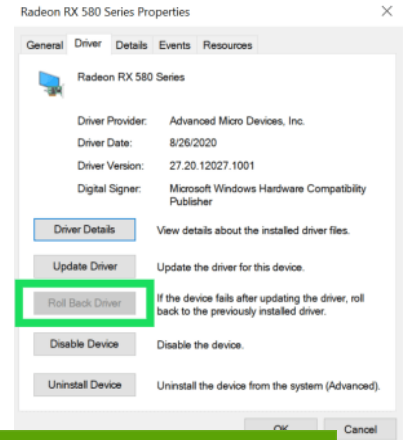 Radeon RX 580 Series Properties
General Driver Details Events Resources
Radeon RX 580 Series
Driver Provider: Advanced Micro Devices, Inc.
Driver Date: 8/26/2020
Driver Version: 27.20.12027.1001
Digital Signer: Microsoft Windows Hardware Compatibility
Publisher
Driver Details View details about the installed driver files.
Update Driver Update the driver for this device.
Roll Back Driver If the device fails after updating the driver, roll
back to the previously installed driver.
Disable Device Disable the device.
Uninstall Device Uninstall the device from the system (Advanced).
OK Cancel